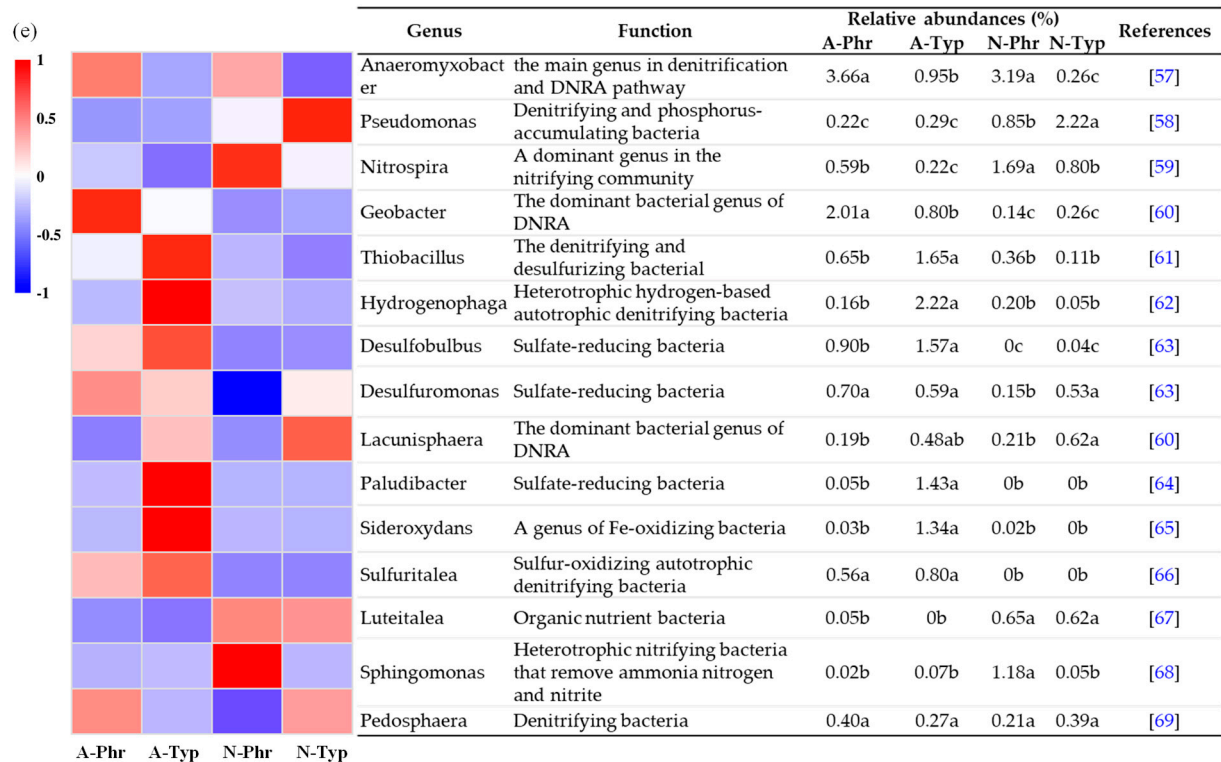 (e)
1
0.5
0
-0.5
-1
Genus Function Relative abundances (%) References
A-Phr A-Typ N-Phr N-Typ
Anaeromyxobact
er
the main genus in denitrification
and DNRA pathway
3.66a 0.95b 3.19a 0.26c [57]
Pseudomonas
Denitrifying and phosphorus-
accumulating bacteria
0.22c 0.29c 0.85b 2.22a [58]
Nitrospira
A dominant genus in the
nitrifying community
0.59b 0.22c 1.69a 0.80b [59]
Geobacter
The dominant bacterial genus of
DNRA
2.01a 0.80b 0.14c 0.26c [60]
Thiobacillus
The denitrifying and
desulfurizing bacterial
0.65b 1.65a 0.36b 0.11b [61]
Hydrogenophaga
Heterotrophic hydrogen-based
autotrophic denitrifying bacteria
0.16b 2.22a 0.20b 0.05b [62]
Desulfobulbus Sulfate-reducing bacteria 0.90b 1.57a 0c 0.04c [63]
Desulfuromonas Sulfate-reducing bacteria 0.70a 0.59a 0.15b 0.53a [63]
Lacunisphaera
The dominant bacterial genus of
DNRA
0.19b 0.48ab 0.21b 0.62a [60]
Paludibacter Sulfate-reducing bacteria 0.05b 1.43a 0b 0b [64]
Sideroxydans A genus of Fe-oxidizing bacteria 0.03b 1.34a 0.02b 0b [65]
Sulfuritalea
Sulfur-oxidizing autotrophic
denitrifying bacteria
0.56a 0.80a 0b 0b [66]
Luteitalea Organic nutrient bacteria 0.05b 0b 0.65a 0.62a [67]
Sphingomonas
Heterotrophic nitrifying bacteria
that remove ammonia nitrogen
and nitrite
0.02b 0.07b 1.18a 0.05b [68]
Pedosphaera Denitrifying bacteria 0.40a 0.27a 0.21a 0.39a [69]
A-Phr A-Typ N-Phr N-Typ